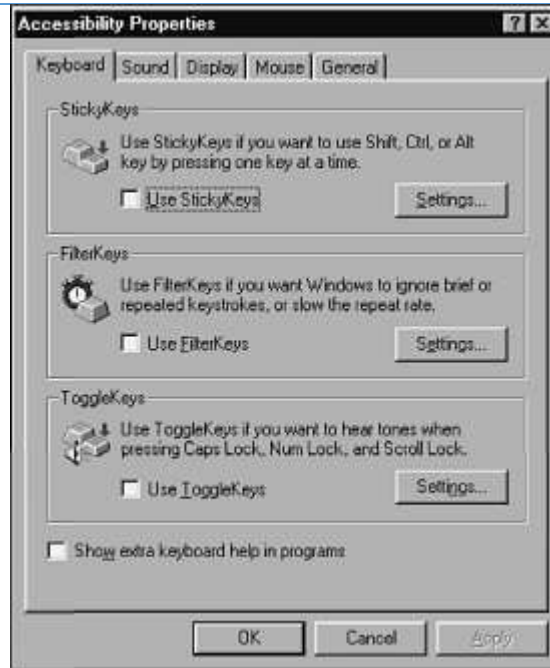 Accessibility Properties
Keyboard Sound Display Mouse General
StickyKeys
Use StickyKeys if you want to use Shift, Ctrl, or Alt
key by pressing one key at a time.
Use StickyKeys
Settings...
FilterKeys
Use FilterKeys if you want Windows to ignore brief or
repeated keystrokes, or slow the repeat rate.
Use FilterKeys
Settings...
ToggleKeys
Use ToggleKeys if you want to hear tones when
pressing Caps Lock, Num Lock, and Scroll Lock.
Use ToggleKeys
Settings...
Show extra keyboard help in programs
OK Cancel Apply